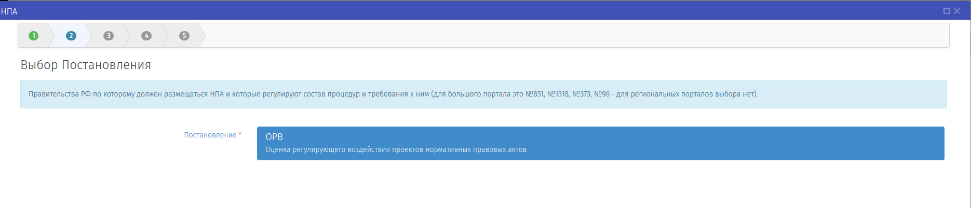 НПА
1 2 3 4 5
Выбор Постановления
Правительства РФ по которому должен размещаться НПА и которые регулируют состав процедур и требования к ним (для большого портала это №851, №1318, №373, №96 - для региональных порталов выбора нет).
Постановление *
ОРВ
Оценка регулирующего воздействия проектов нормативных правовых актов